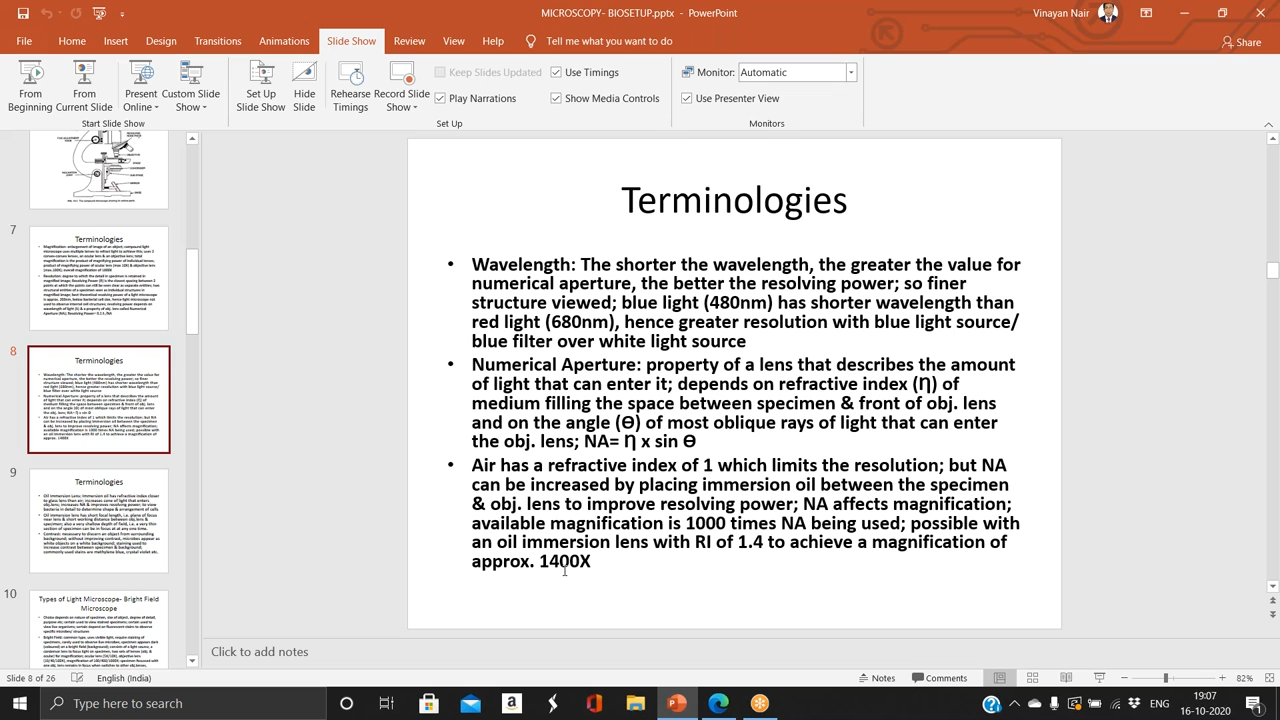 MICROSCOPY- BIOSETUP.pptx - PowerPoint
Vinayan Nair
File Home Insert Design Transitions Animations Slide Show Review View Help Tell me what you want to do Share
From Beginning
From Current Slide
Present Online
Custom Slide Show
Set Up Slide Show
Hide Slide
Rehearse Timings
Record Slide Show
Keep Slides Updated
Play Narrations
Use Timings
Show Media Controls
Monitor: Automatic
Use Presenter View
Start Slide Show
Set Up
Monitors
7
Terminologies
8
Terminologies
9
Terminologies
10
Types of Light Microscope- Bright Field
Microscope
Terminologies
• Wavelength: The shorter the wavelength, the greater the value for
numerical aperture, the better the resolving power; so finer
structure viewed; blue light (480nm) has shorter wavelength than
red light (680nm), hence greater resolution with blue light source/
blue filter over white light source
• Numerical Aperture: property of a lens that describes the amount
of light that can enter it; depends on refractive index (Ƞ) of
medium filling the space between specimen & front of obj. lens
and on the angle (Ɵ) of most oblique rays of light that can enter
the obj. lens; NA= Ƞ x sin Ɵ
• Air has a refractive index of 1 which limits the resolution; but NA
can be increased by placing immersion oil between the specimen
& obj. lens to improve resolving power; NA affects magnification;
available magnification is 1000 times NA being used; possible with
an oil immersion lens with RI of 1.4 to achieve a magnification of
approx. 1400X
Click to add notes
Slide 8 of 26
English (India)
Notes
Comments
82%
Type here to search
ENG
19:07
16-10-2020